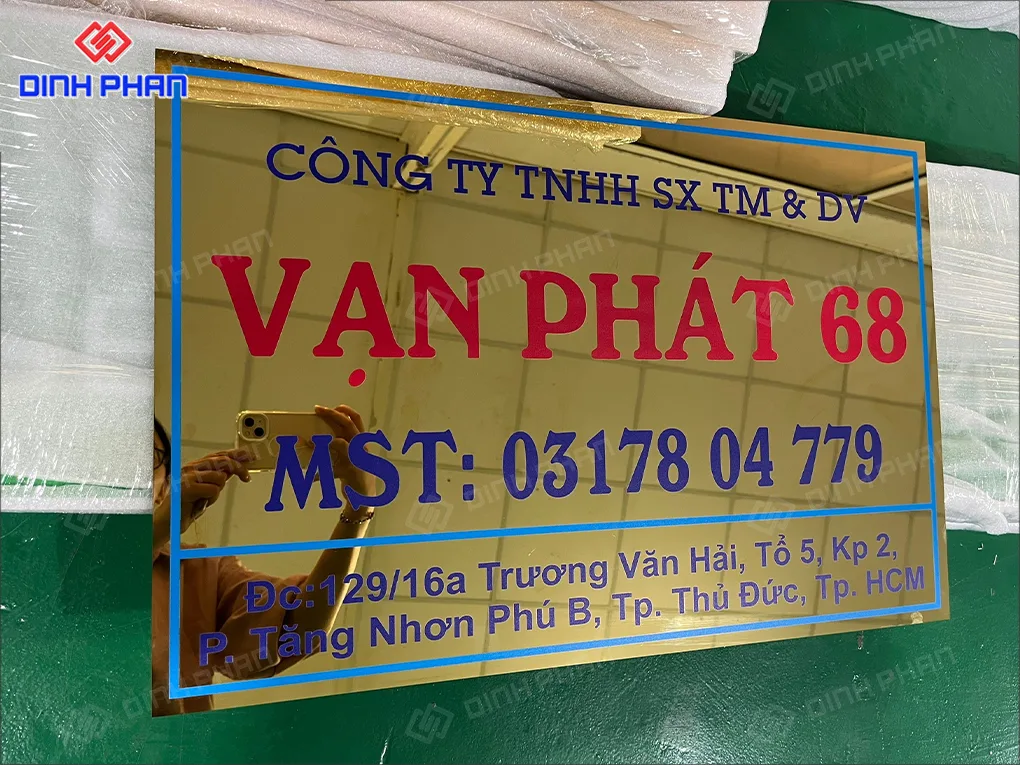 DINH PHAN
CÔNG TY TNHH SX TM & DV
VẠN PHÁT 68
MST: 03178 04 779
Đc:129/16a Trương Văn Hải, Tổ 5, Kp 2,
P. Tăng Nhơn Phú B, Tp. Thủ Đức, Tp. HCM